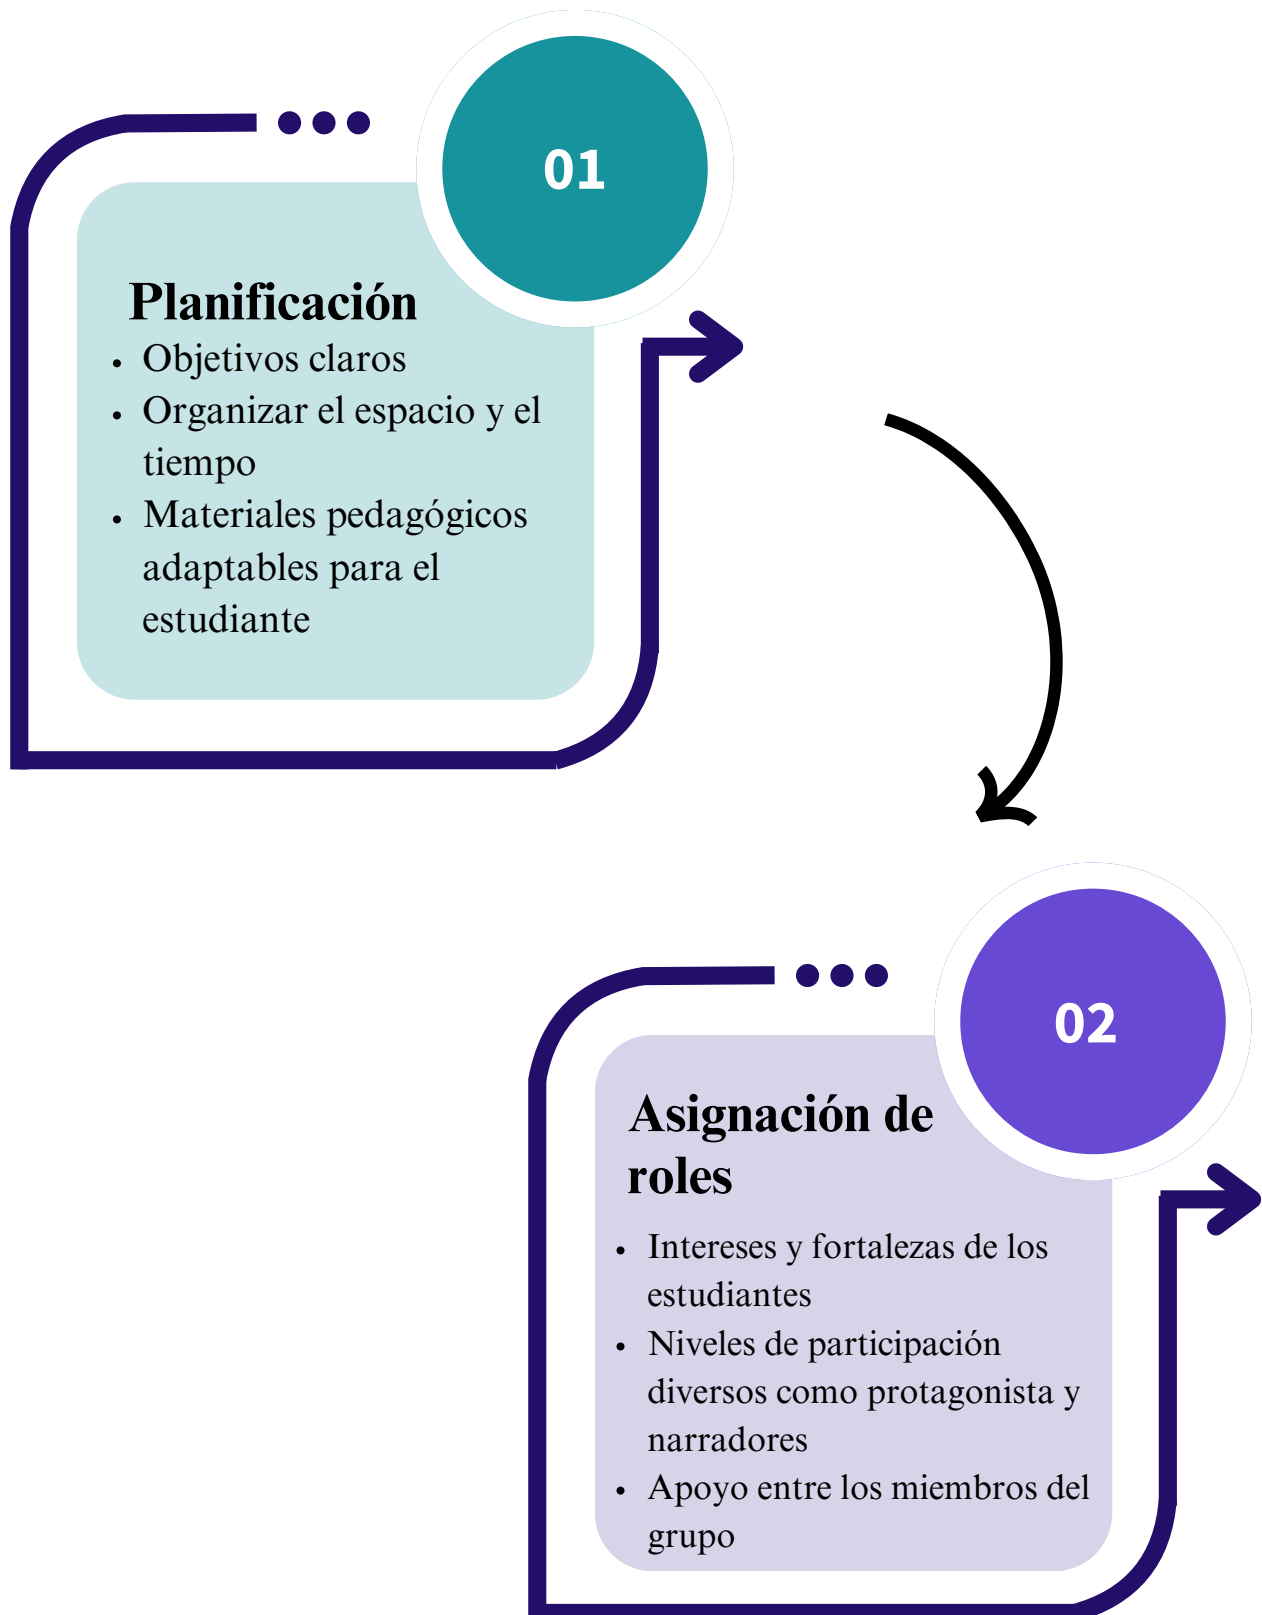 01
Planificación
• Objetivos claros
• Organizar el espacio y el
tiempo
• Materiales pedagógicos
adaptables para el
estudiante
02
Asignación de
roles
• Intereses y fortalezas de los
estudiantes
• Niveles de participación
diversos como protagonista y
narradores
• Apoyo entre los miembros del
grupo